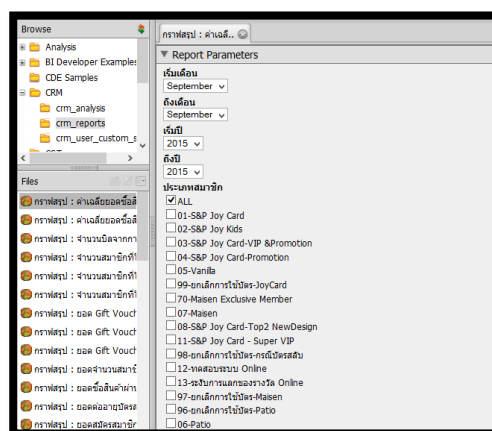 Browse
Analysis
BI Developer Examples
CDE Samples
CRM
crm_analysis
crm_reports
crm_user_custom_s
Files
กราฟสรุป : ค่าเฉลี่ยยอดซื้อสิ
กราฟสรุป : ค่าเฉลี่ยยอดซื้อสิ
กราฟสรุป : จำนวนบิลจากกา
กราฟสรุป : จำนวนสมาชิกที่
กราฟสรุป : จำนวนสมาชิกที่
กราฟสรุป : ยอด Gift Vouch
กราฟสรุป : ยอด Gift Vouch
กราฟสรุป : ยอด Gift Vouch
กราฟสรุป : ยอดจำนวนสมาชิ
กราฟสรุป : ยอดซื้อสินค้าผ่าน
กราฟสรุป : ยอดต่ออายุบัตรส
กราฟสรุป : ยอดสมัครสมาชิก
กราฟสรุป : ค่าเฉลี..
Report Parameters
เริ่มเดือน
September
ถึงเดือน
September
เริ่มปี
2015
ถึงปี
2015
ประเภทสมาชิก
ALL
01-S&P Joy Card
02-S&P Joy Kids
03-S&P Joy Card-VIP &Promotion
04-S&P Joy Card-Promotion
05-Vanilla
99-ยกเลิกการใช้บัตร-JoyCard
70-Maisen Exclusive Member
07-Maisen
08-S&P Joy Card-Top2 NewDesign
11-S&P Joy Card - Super VIP
98-ยกเลิกการใช้บัตร-กรณีบัตรสลับ
12-ทดสอบระบบ Online
13-ระงับการแลกของรางวัล Online
97-ยกเลิกการใช้บัตร-Maisen
96-ยกเลิกการใช้บัตร-Patio
06-Patio